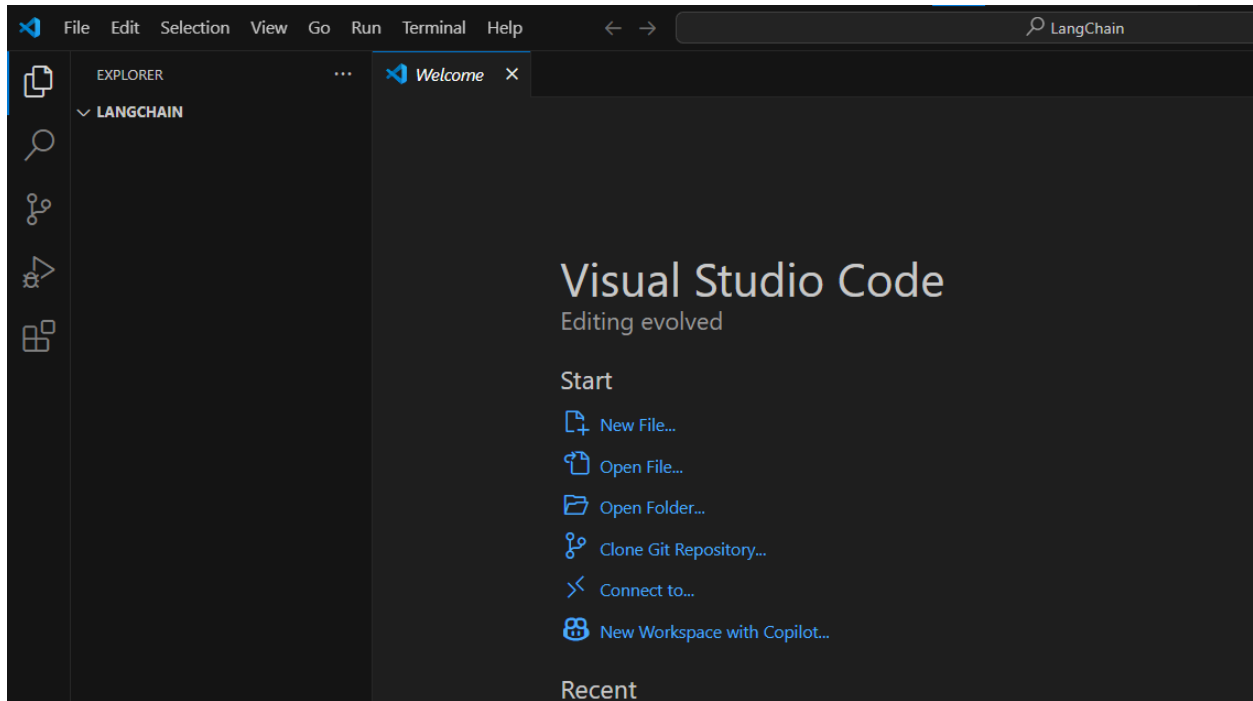 File Edit Selection View Go Run Terminal Help LangChain
EXPLORER
LANGCHAIN
Welcome
Visual Studio Code
Editing evolved
Start
New File...
Open File...
Open Folder...
Clone Git Repository...
Connect to...
New Workspace with Copilot...
Recent